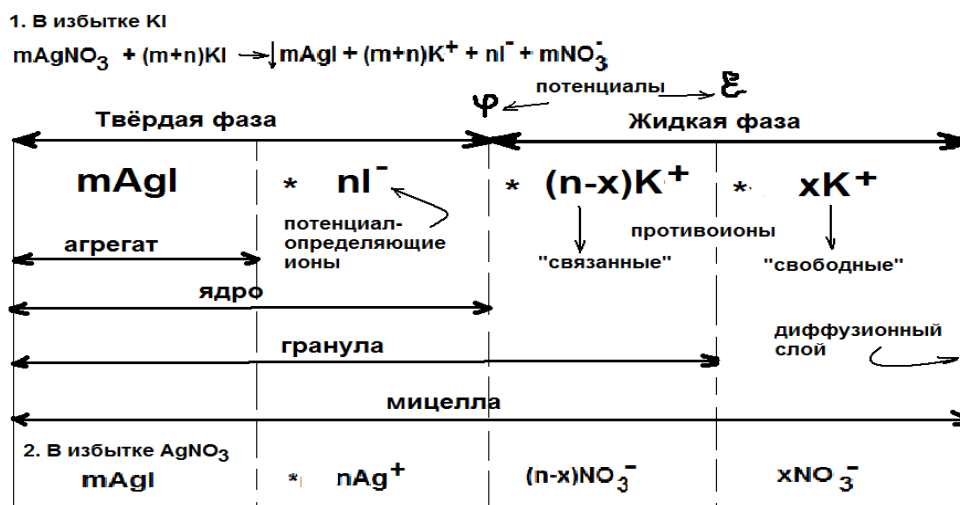 1. В избытке KI
mAgNO₃ + (m+n)KI → ↓mAgI + (m+n)K⁺ + nI⁻ + mNO₃⁻
φ потенциалы ξ
Твёрдая фаза Жидкая фаза
mAgI * nI⁻ * (n-x)K⁺ * xK⁺
потенциал-
определяющие
ионы
противоионы
"связанные" "свободные"
агрегат
ядро
гранула
диффузионный
слой
мицелла
2. В избытке AgNO₃
mAgI * nAg⁺ (n-x)NO₃⁻ xNO₃⁻